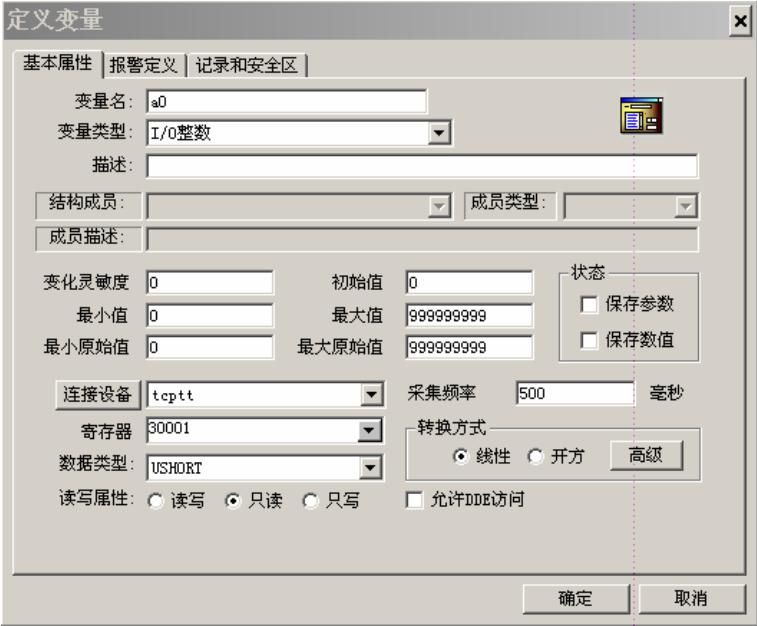 定义变量
基本属性 报警定义 记录和安全区
变量名: a0
变量类型: I/O整数
描述:
结构成员: 成员类型:
成员描述:
变化灵敏度 0 初始值 0 状态
最小值 0 最大值 999999999 保存参数
最小原始值 0 最大原始值 999999999 保存数值
连接设备 tcptt 采集频率 500 毫秒
寄存器 30001 转换方式
数据类型: USHORT 线性 开方 高级
读写属性: 读写 只读 只写 允许DDE访问
确定 取消